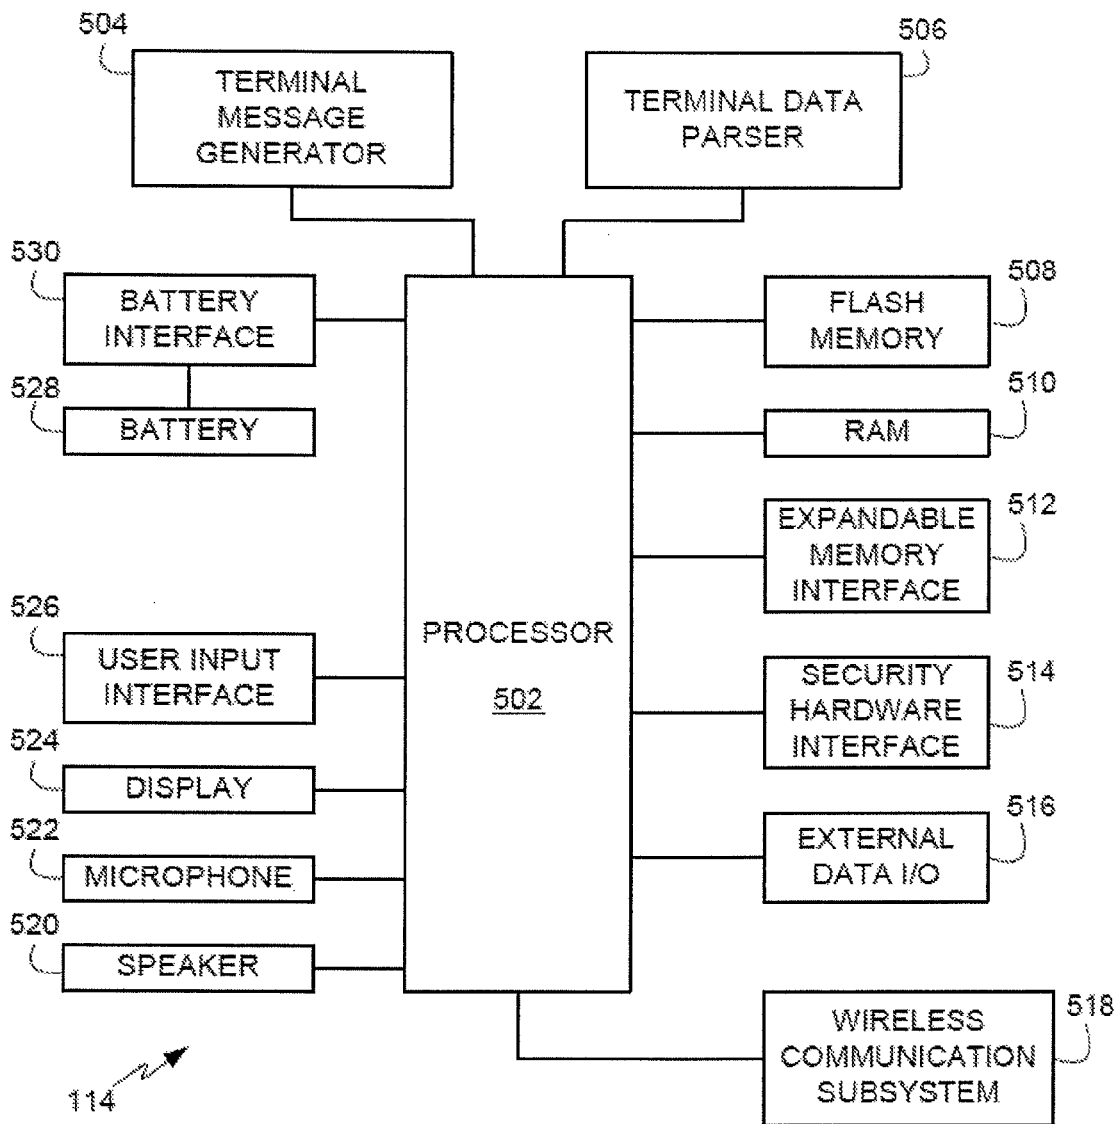 504
TERMINAL
MESSAGE
GENERATOR
506
TERMINAL DATA
PARSER
530
BATTERY
INTERFACE
528
BATTERY
526
USER INPUT
INTERFACE
524
DISPLAY
522
MICROPHONE
520
SPEAKER
PROCESSOR
502
508
FLASH
MEMORY
510
RAM
512
EXPANDABLE
MEMORY
INTERFACE
514
SECURITY
HARDWARE
INTERFACE
516
EXTERNAL
DATA I/O
518
WIRELESS
COMMUNICATION
SUBSYSTEM
114